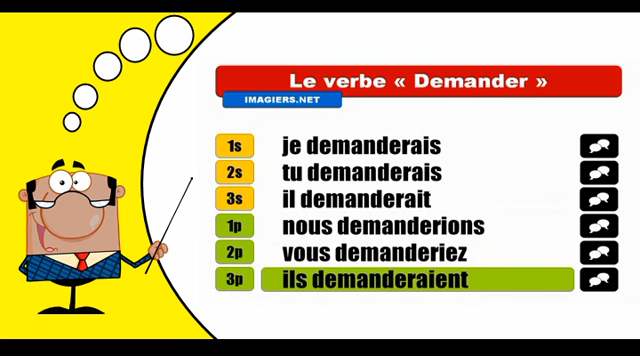 Le verbe « Demander »
IMAGIERS.NET
1s je demanderais
2s tu demanderais
3s il demanderait
1p nous demanderions
2p vous demanderiez
3p ils demanderaient